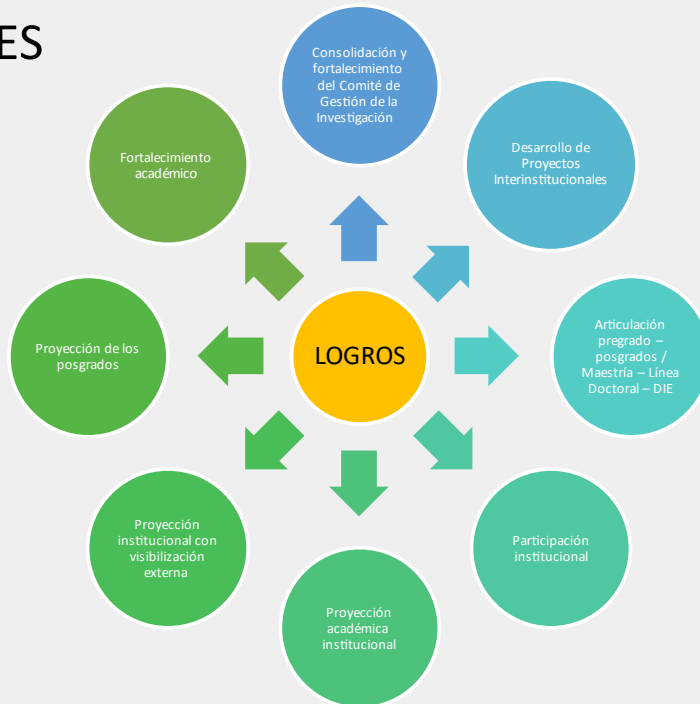 ES
Consolidación y
fortalecimiento
del Comité de
Gestión de la
Investigación
Desarrollo de
Proyectos
Interinstitucionales
Articulación
pregrado –
posgrados /
Maestría – Línea
Doctoral – DIE
Participación
institucional
Proyección
académica
institucional
Proyección
institucional con
visibilización
externa
Proyección de los
posgrados
Fortalecimiento
académico
LOGROS